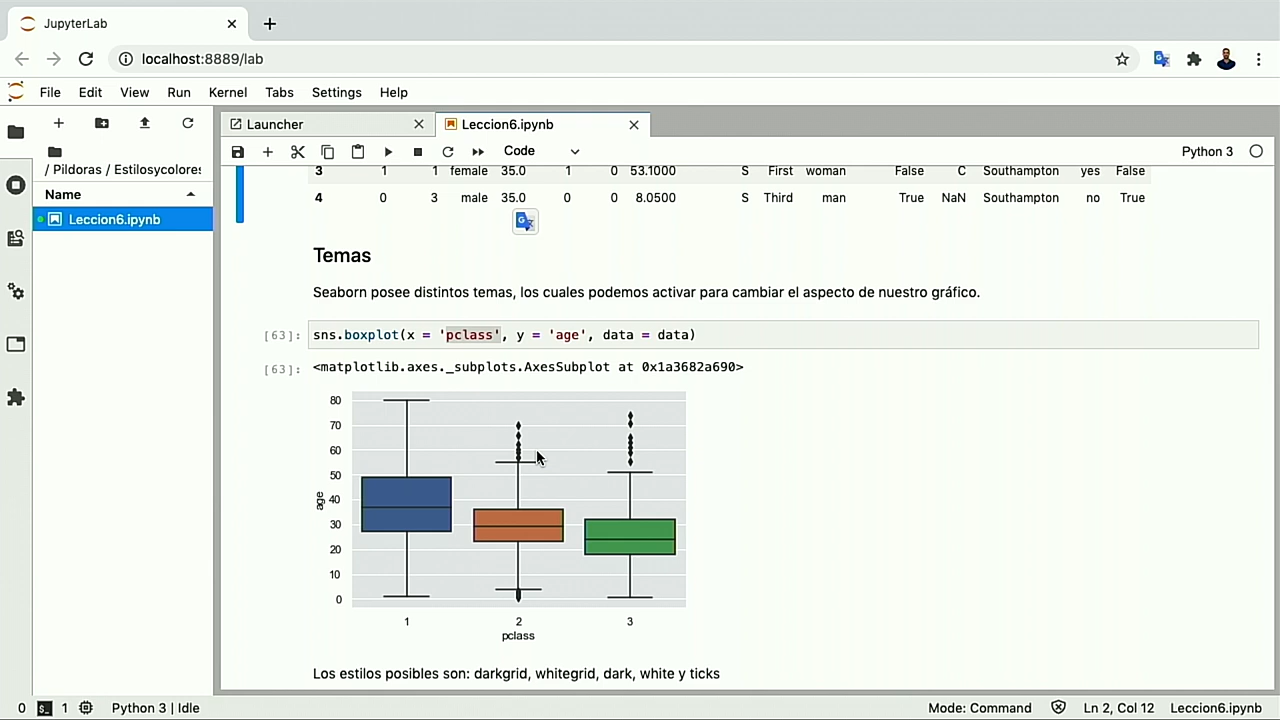 JupyterLab
localhost:8889/lab
File Edit View Run Kernel Tabs Settings Help
Launcher Leccion6.ipynb
Code Python 3
/ Pildoras / Estilosycolores
Name
Leccion6.ipynb
3 1 1 female 35.0 1 0 53.1000 S First woman False C Southampton yes False
4 0 3 male 35.0 0 0 8.0500 S Third man True NaN Southampton no True
Temas
Seaborn posee distintos temas, los cuales podemos activar para cambiar el aspecto de nuestro gráfico.
[63]: sns.boxplot(x = 'pclass', y = 'age', data = data)
[63]: <matplotlib.axes._subplots.AxesSubplot at 0x1a3682a690>
80
70
60
50
40
30
20
10
0
age
1 2 3
pclass
Los estilos posibles son: darkgrid, whitegrid, dark, white y ticks
0 $_ 1 Python 3 | Idle Mode: Command Ln 2, Col 12 Leccion6.ipynb